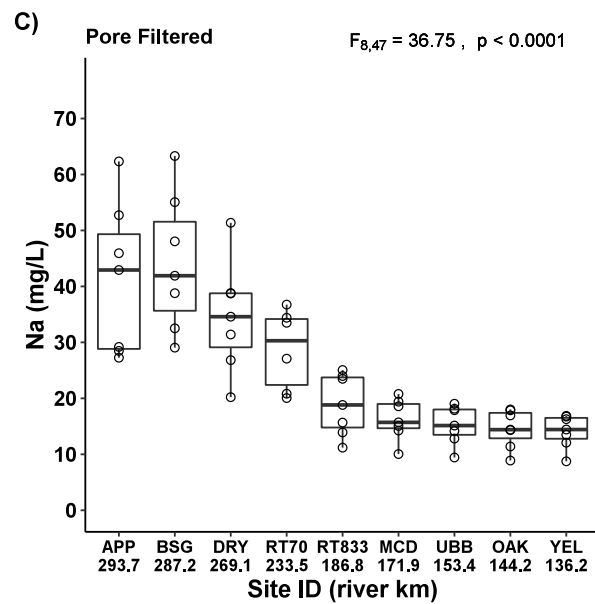 C)
Pore Filtered
F8,47 = 36.75 , p < 0.0001
Na (mg/L)
70
60
50
40
30
20
10
0
APP BSG DRY RT70 RT833 MCD UBB OAK YEL
293.7 287.2 269.1 233.5 186.8 171.9 153.4 144.2 136.2
Site ID (river km)